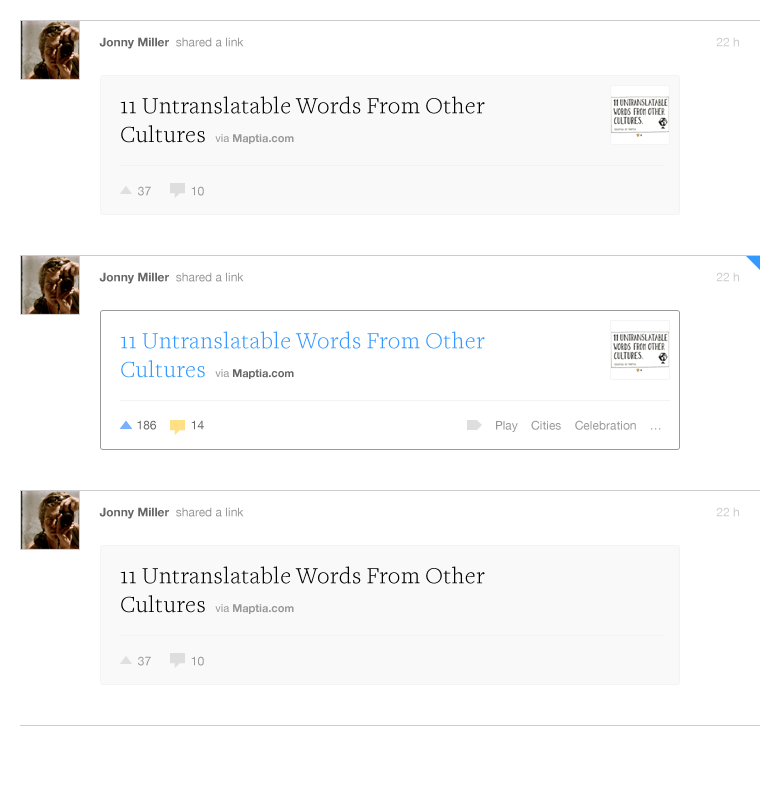 Jonny Miller shared a link 22 h
11 Untranslatable Words From Other
Cultures via Maptia.com
11 UNTRANSLATABLE
WORDS FROM OTHER
CULTURES.
37 10
Jonny Miller shared a link 22 h
11 Untranslatable Words From Other
Cultures via Maptia.com
11 UNTRANSLATABLE
WORDS FROM OTHER
CULTURES.
186 14 Play Cities Celebration ...
Jonny Miller shared a link 22 h
11 Untranslatable Words From Other
Cultures via Maptia.com
37 10